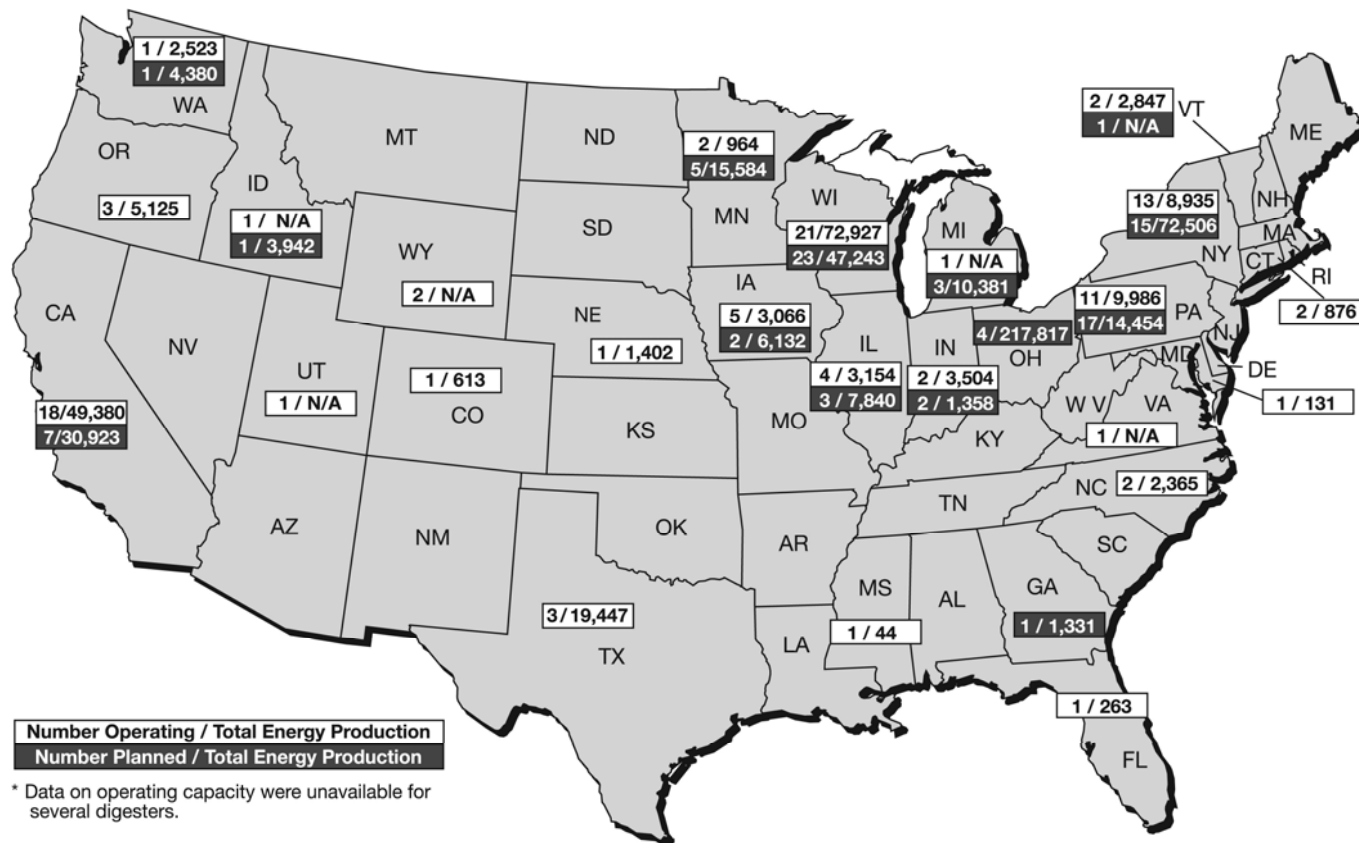 1 / 2,523
1 / 4,380
WA
OR
3 / 5,125
ID
1 / N/A
1 / 3,942
MT
ND
2 / 964
5/15,584
MN
WI
21/72,927
23/47,243
MI
1 / N/A
3/10,381
2 / 2,847
1 / N/A
VT
ME
NH
13/8,935
15/72,506
NY
MA
CT
RI
2 / 876
SD
WY
2 / N/A
IA
5 / 3,066
2 / 6,132
NE
1 / 1,402
CA
18/49,380
7/30,923
NV
UT
1 / N/A
1 / 613
CO
KS
MO
IL
4 / 3,154
3 / 7,840
IN
2 / 3,504
2 / 1,358
4/217,817
OH
11/9,986
17/14,454
PA
NJ
MD
DE
1 / 131
W V
VA
1 / N/A
KY
NC
2 / 2,365
TN
SC
AZ
NM
OK
AR
MS
1 / 44
AL
GA
1 / 1,331
3/19,447
TX
LA
1 / 263
FL
Number Operating / Total Energy Production
Number Planned / Total Energy Production
* Data on operating capacity were unavailable for
several digesters.